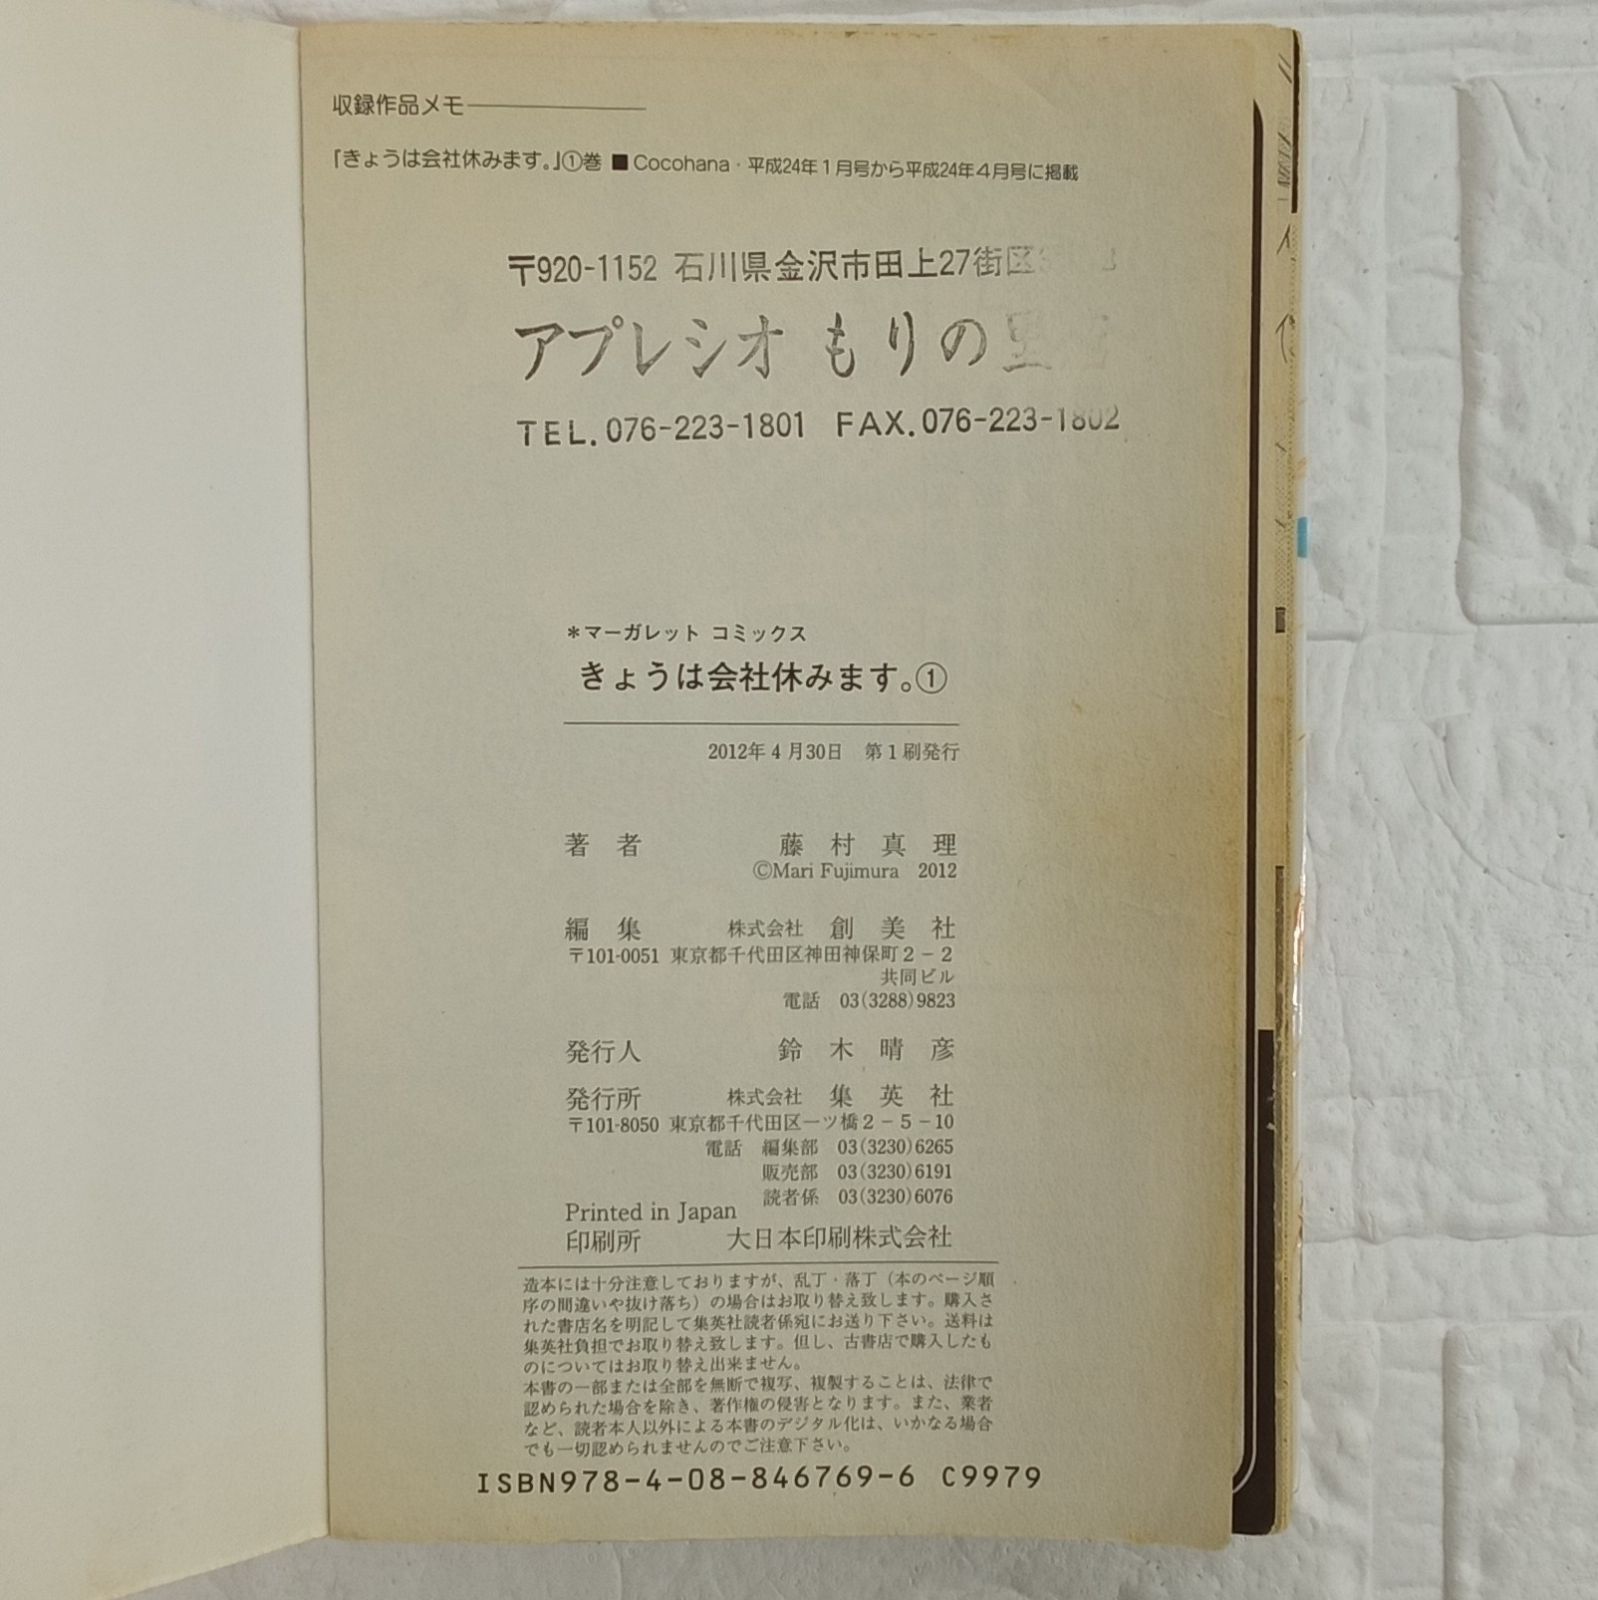 収録作品メモ
「きょうは会社休みます。」①巻 ■ Cocohana・平成24年1月号から平成24年4月号に掲載
〒920-1152 石川県金沢市田上27街区
アプレシオ もりの
TEL. 076-223-1801 FAX. 076-223-1802
＊マーガレット コミックス
きょうは会社休みます。①
2012年4月30日 第1刷発行
著者 藤村真理
©Mari Fujimura 2012
編集 株式会社 創美社
〒101-0051 東京都千代田区神田神保町2－2
共同ビル
電話 03(3288)9823
発行人 鈴木晴彦
発行所 株式会社 集英社
〒101-8050 東京都千代田区一ツ橋2－5－10
電話 編集部 03(3230)6265
販売部 03(3230)6191
読者係 03(3230)6076
Printed in Japan
印刷所 大日本印刷株式会社
造本には十分注意しておりますが、乱丁・落丁（本のページ順
序の間違いや抜け落ち）の場合はお取り替え致します。購入さ
れた書店名を明記して集英社読者係宛にお送り下さい。送料は
集英社負担でお取り替え致します。但し、古書店で購入したも
のについてはお取り替え出来ません。
本書の一部または全部を無断で複写、複製することは、法律で
認められた場合を除き、著作権の侵害となります。また、業者
など、読者本人以外による本書のデジタル化は、いかなる場合
でも一切認められませんのでご注意下さい。
ISBN978-4-08-846769-6 C9979